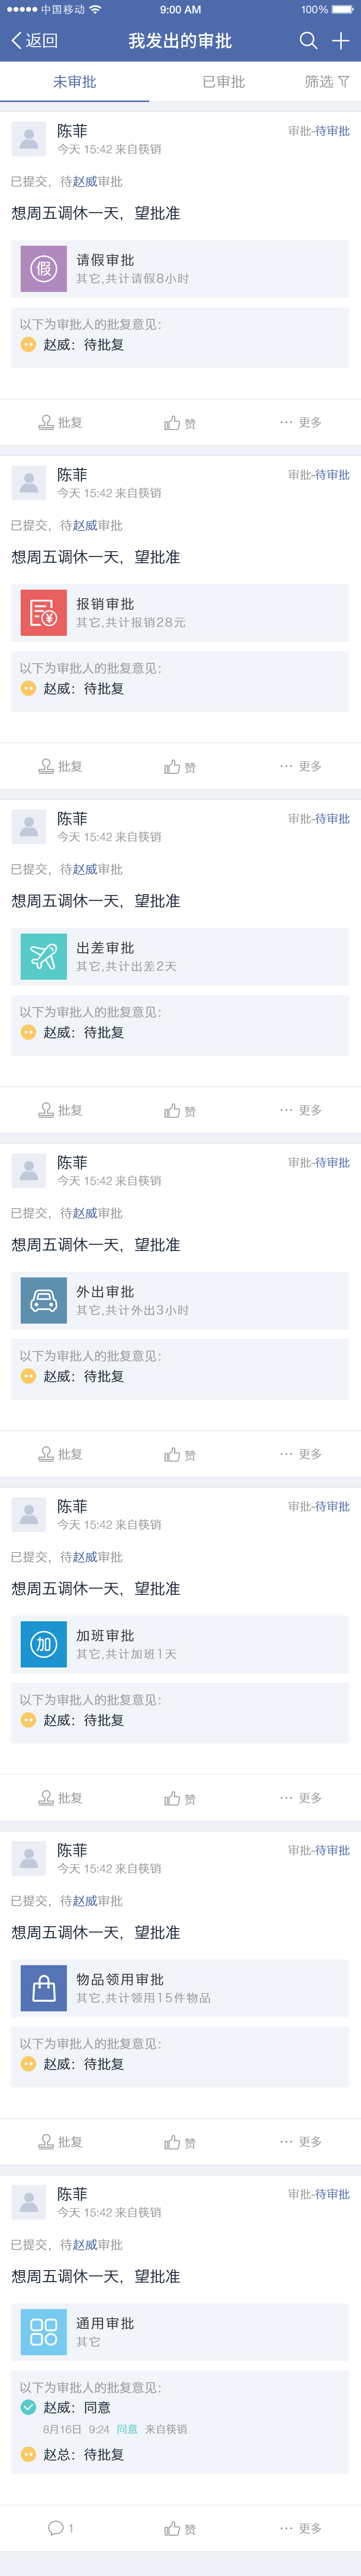 中国移动 9:00 AM 100%
返回 我发出的审批
未审批 已审批 筛选
陈菲 审批-待审批
今天 15:42 来自筷销
已提交，待赵威审批
想周五调休一天，望批准
假 请假审批
其它,共计请假8小时
以下为审批人的批复意见：
赵威：待批复
批复 赞 更多
陈菲 审批-待审批
今天 15:42 来自筷销
已提交，待赵威审批
想周五调休一天，望批准
报销审批
其它,共计报销28元
以下为审批人的批复意见：
赵威：待批复
批复 赞 更多
陈菲 审批-待审批
今天 15:42 来自筷销
已提交，待赵威审批
想周五调休一天，望批准
出差审批
其它,共计出差2天
以下为审批人的批复意见：
赵威：待批复
批复 赞 更多
陈菲 审批-待审批
今天 15:42 来自筷销
已提交，待赵威审批
想周五调休一天，望批准
外出审批
其它,共计外出3小时
以下为审批人的批复意见：
赵威：待批复
批复 赞 更多
陈菲 审批-待审批
今天 15:42 来自筷销
已提交，待赵威审批
想周五调休一天，望批准
加 加班审批
其它,共计加班1天
以下为审批人的批复意见：
赵威：待批复
批复 赞 更多
陈菲 审批-待审批
今天 15:42 来自筷销
已提交，待赵威审批
想周五调休一天，望批准
物品领用审批
其它,共计领用15件物品
以下为审批人的批复意见：
赵威：待批复
批复 赞 更多
陈菲 审批-待审批
今天 15:42 来自筷销
已提交，待赵威审批
想周五调休一天，望批准
通用审批
其它
以下为审批人的批复意见：
赵威：同意
8月16日 9:24 同意 来自筷销
赵总：待批复
1 赞 更多